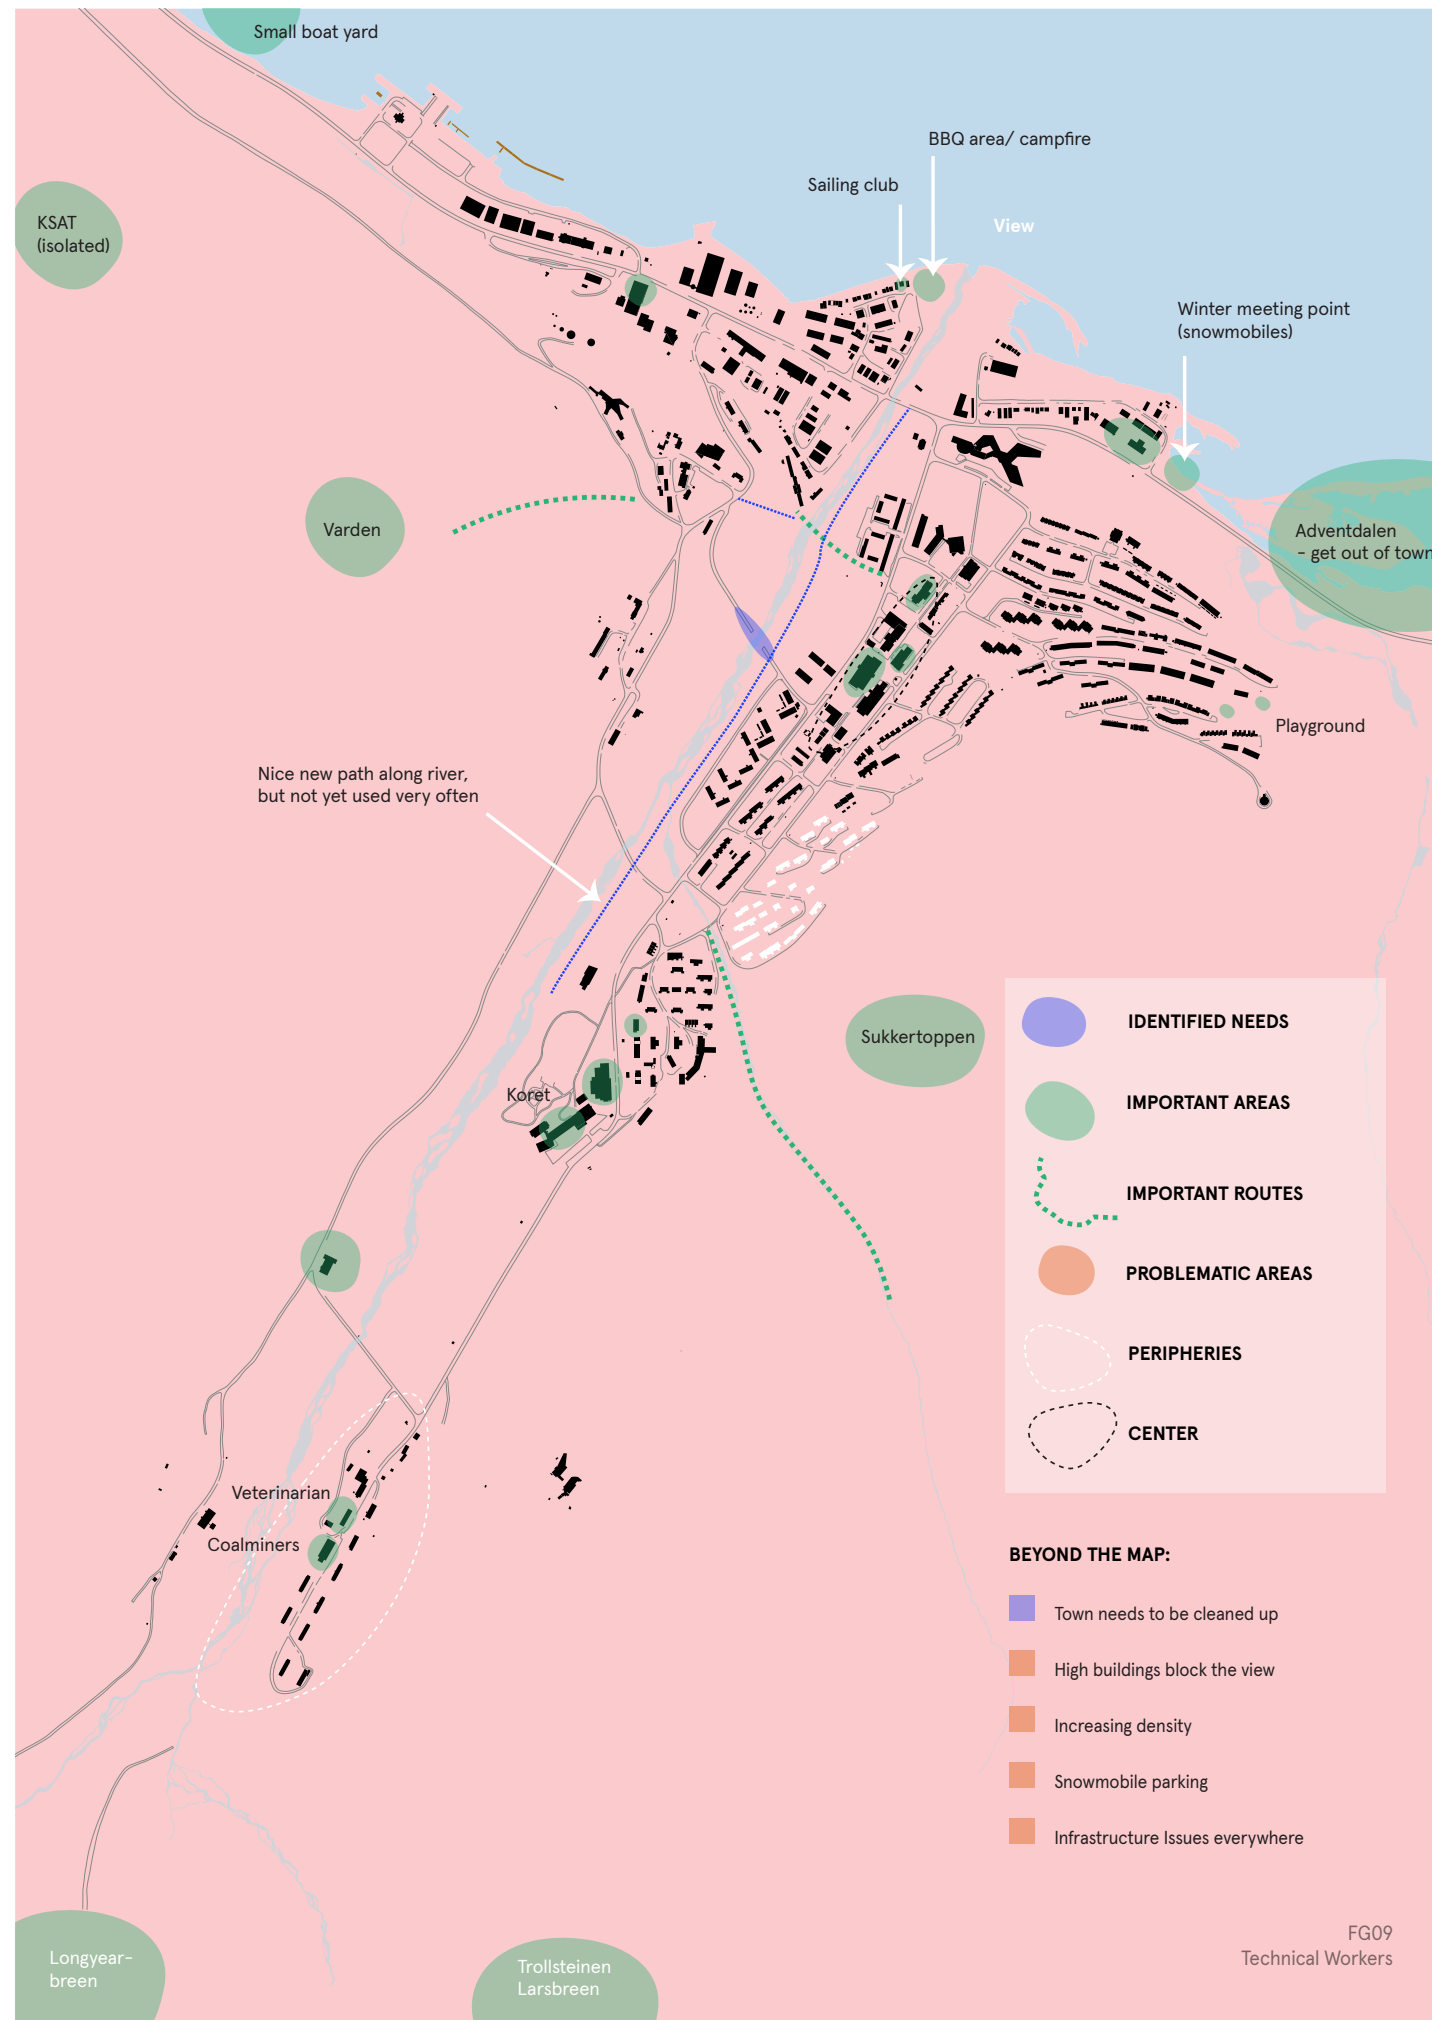 Small boat yard
BBQ area/ campfire
Sailing club
View
KSAT
(isolated)
Winter meeting point
(snowmobiles)
Varden
Adventdalen
- get out of town
Playground
Nice new path along river,
but not yet used very often
Sukkertoppen
Koret
IDENTIFIED NEEDS
IMPORTANT AREAS
IMPORTANT ROUTES
PROBLEMATIC AREAS
PERIPHERIES
CENTER
Veterinarian
Coalminers
BEYOND THE MAP:
Town needs to be cleaned up
High buildings block the view
Increasing density
Snowmobile parking
Infrastructure Issues everywhere
FG09
Technical Workers
Longyear-
breen
Trollsteinen
Larsbreen